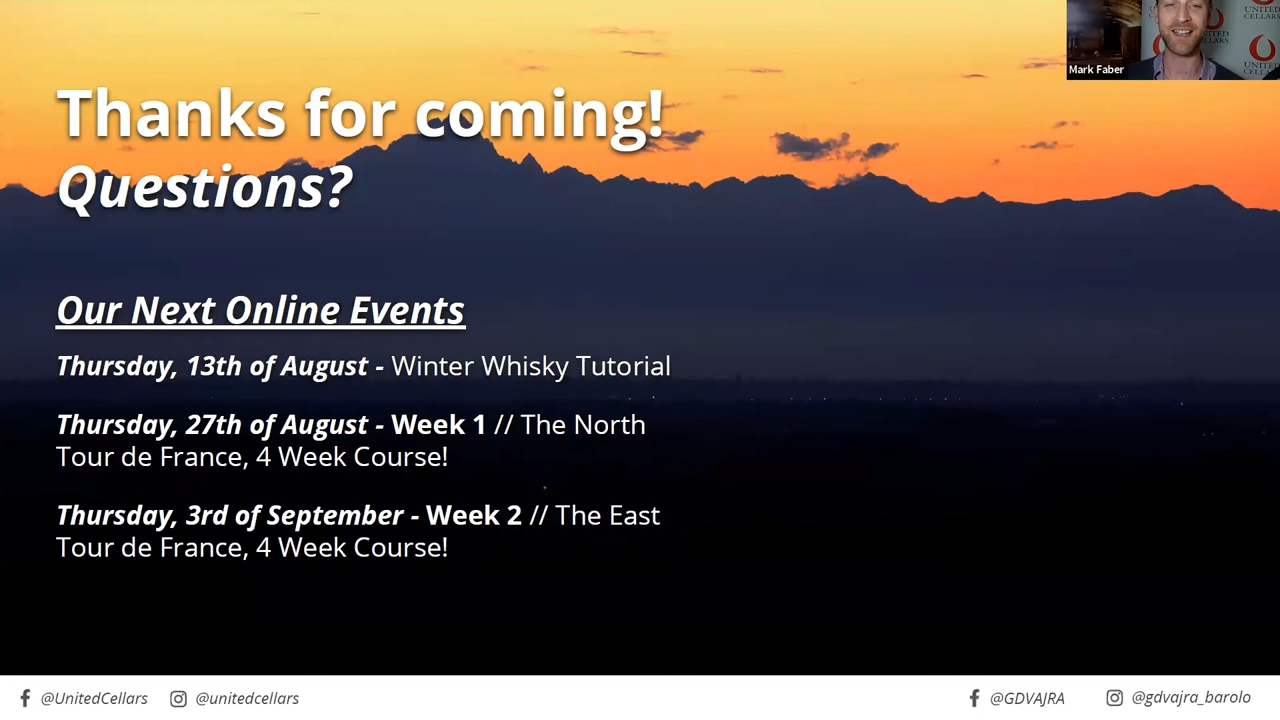 UNITED
CELLARS
Mark Faber
Thanks for coming!
Questions?
Our Next Online Events
Thursday, 13th of August - Winter Whisky Tutorial
Thursday, 27th of August - Week 1 // The North
Tour de France, 4 Week Course!
Thursday, 3rd of September - Week 2 // The East
Tour de France, 4 Week Course!
@UnitedCellars @unitedcellars @GDVAJRA @gdvajra_barolo